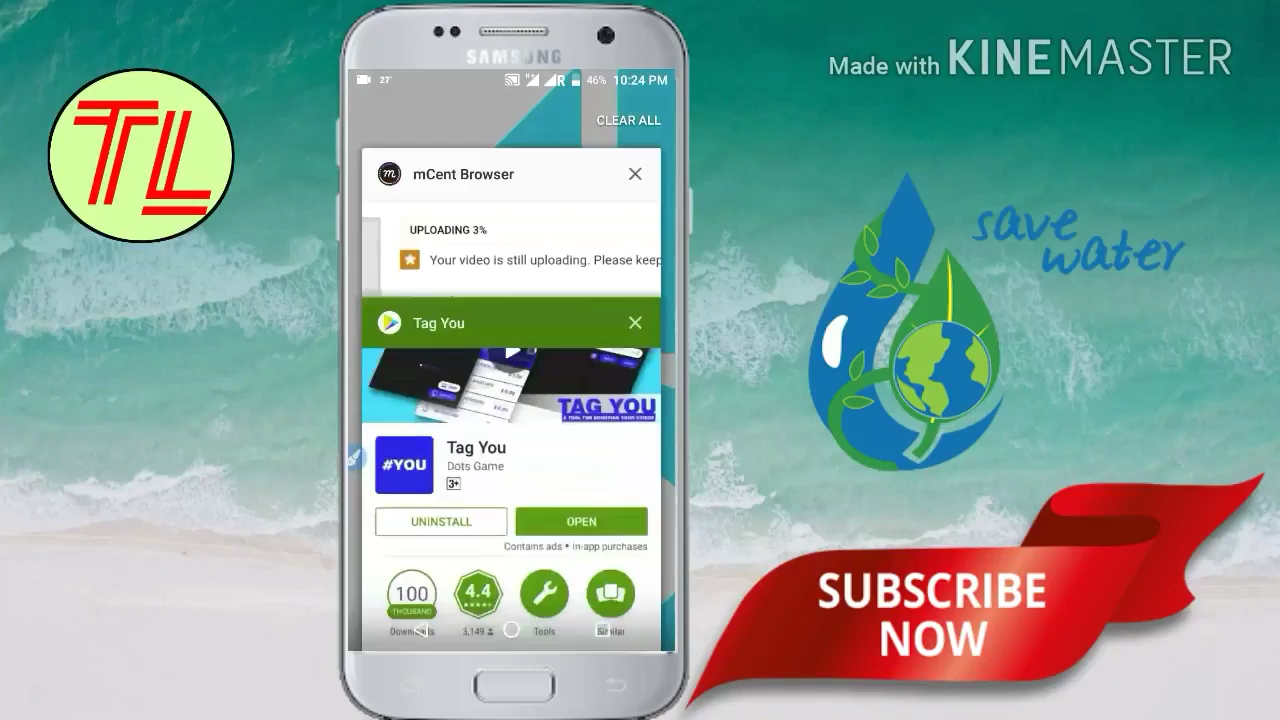 TL
Made with KINEMASTER
SAMSUNG
27'
R 46% 10:24 PM
CLEAR ALL
mCent Browser
UPLOADING 3%
Your video is still uploading. Please keep
Tag You
TAG YOU
#YOU
Tag You
Dots Game
3+
UNINSTALL
OPEN
Contains ads • In-app purchases
100
THOUSAND
Downloads
4.4
3,149
Tools
Similar
save
water
SUBSCRIBE
NOW